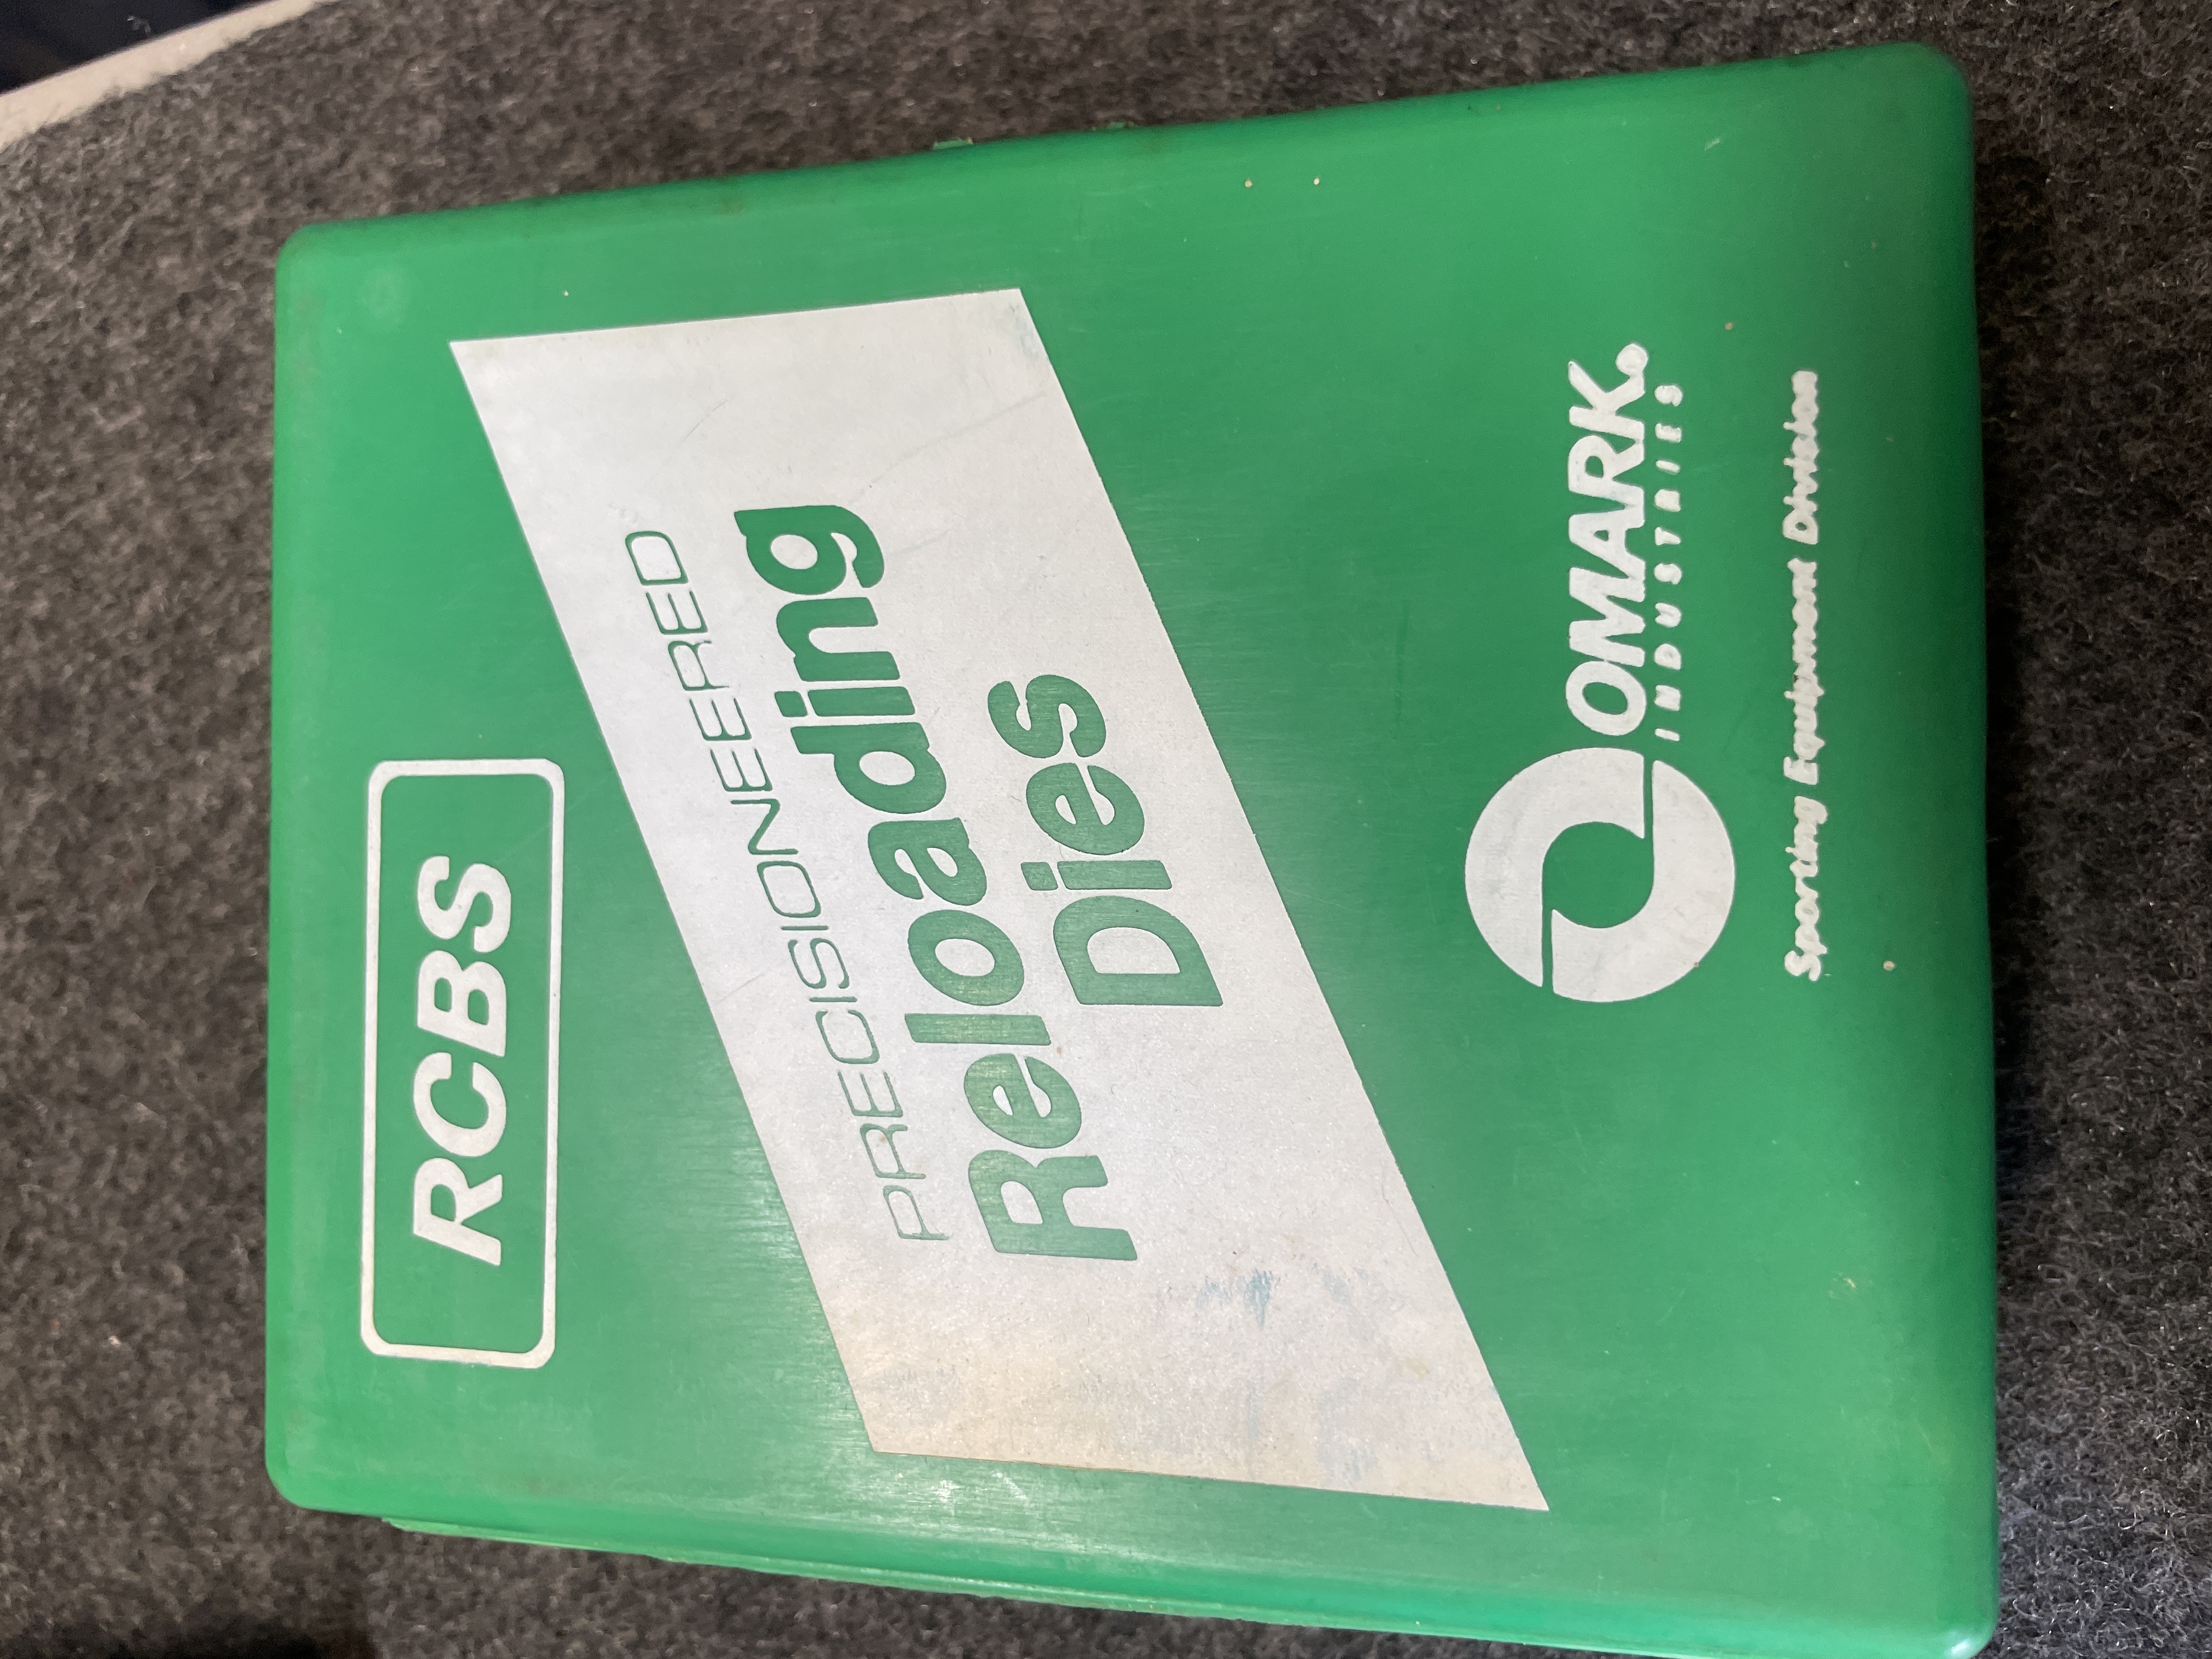 RCBS
PRECISIONEERED
Reloading
Dies
OMARK
INDUSTRIES
Sporting Equipment Division